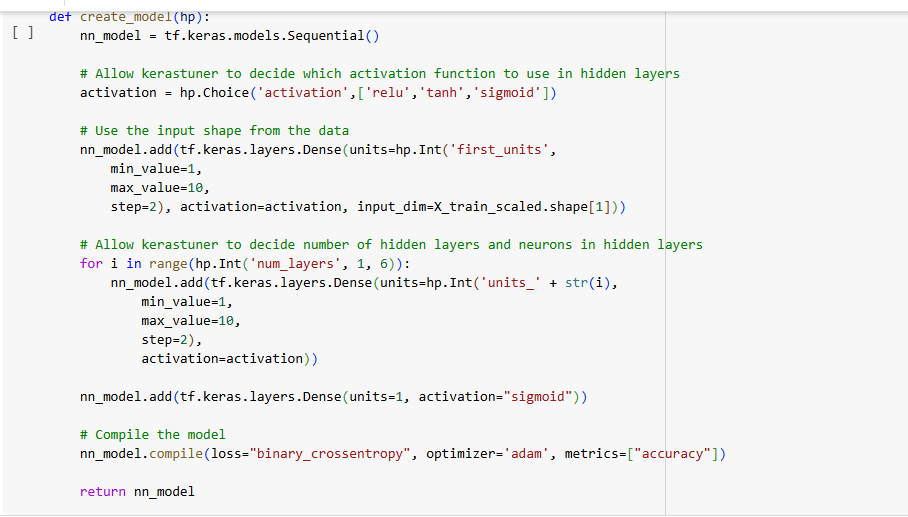 def create_model(hp):
[ ]
nn_model = tf.keras.models.Sequential()
# Allow kerastuner to decide which activation function to use in hidden layers
activation = hp.Choice('activation',['relu','tanh','sigmoid'])
# Use the input shape from the data
nn_model.add(tf.keras.layers.Dense(units=hp.Int('first_units',
min_value=1,
max_value=10,
step=2), activation=activation, input_dim=X_train_scaled.shape[1]))
# Allow kerastuner to decide number of hidden layers and neurons in hidden layers
for i in range(hp.Int('num_layers', 1, 6)):
nn_model.add(tf.keras.layers.Dense(units=hp.Int('units_' + str(i),
min_value=1,
max_value=10,
step=2),
activation=activation))
nn_model.add(tf.keras.layers.Dense(units=1, activation="sigmoid"))
# Compile the model
nn_model.compile(loss="binary_crossentropy", optimizer='adam', metrics=["accuracy"])
return nn_model